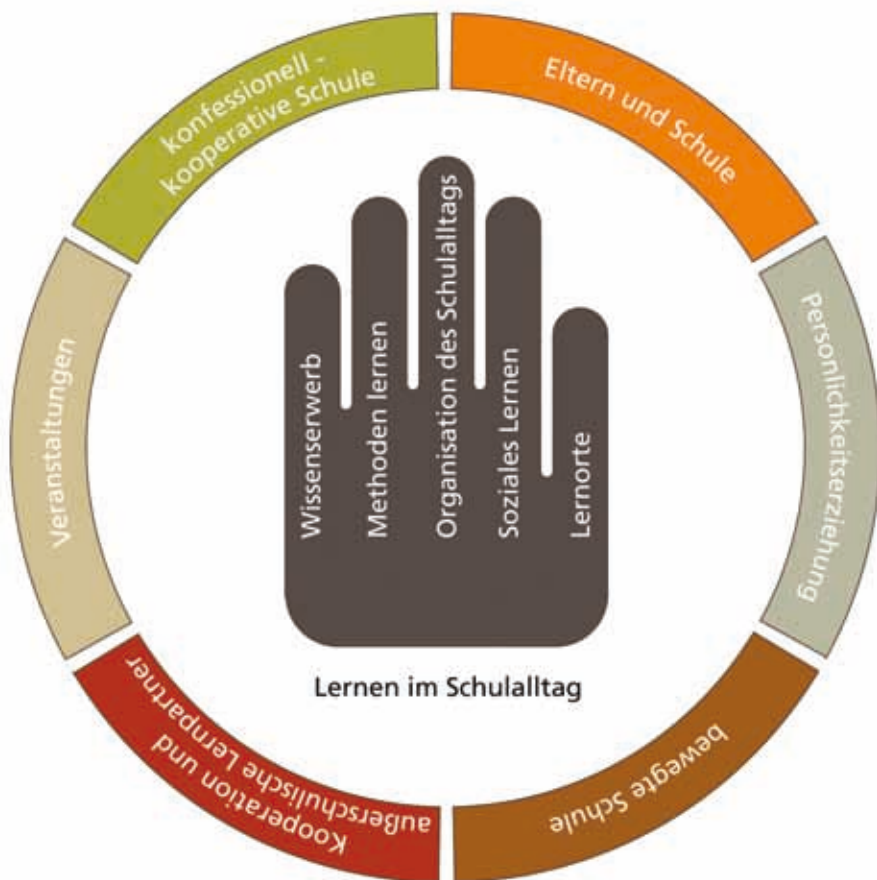 konfessionell -
kooperative Schule
Eltern und Schule
Persönlichkeitserziehung
bewegte Schule
Kooperation und
außerschulische Lernpartner
Veranstaltungen
Wissenserwerb
Methoden lernen
Organisation des Schulalltags
Soziales Lernen
Lernorte
Lernen im Schulalltag